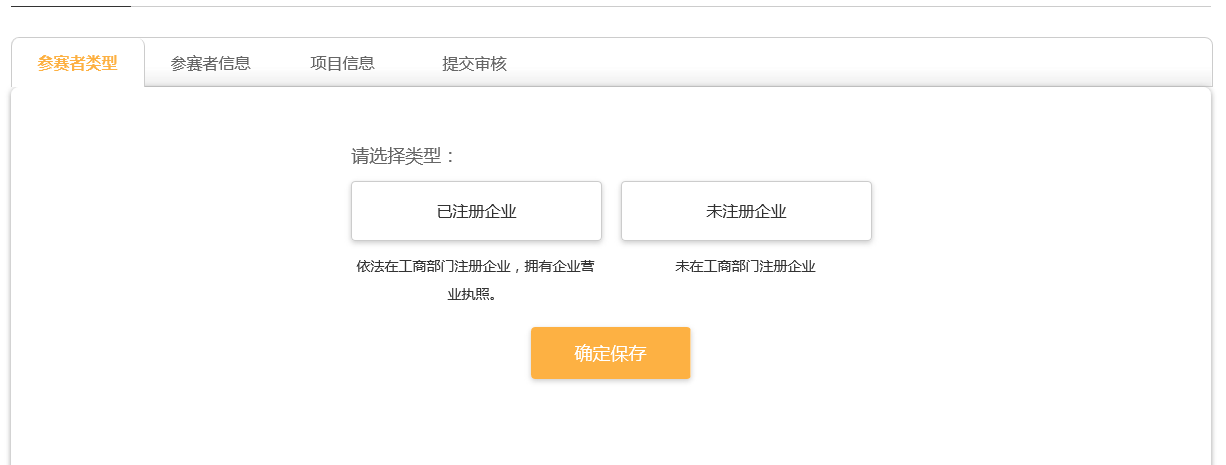 参赛者类型
参赛者信息
项目信息
提交审核
请选择类型：
已注册企业
未注册企业
依法在工商部门注册企业，拥有企业营
业执照。
未在工商部门注册企业
确定保存